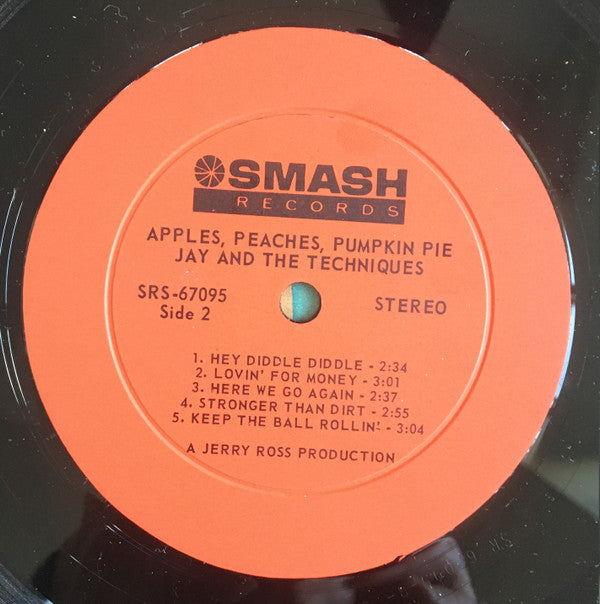 SMASH
RECORDS
APPLES, PEACHES, PUMPKIN PIE
JAY AND THE TECHNIQUES
SRS-67095 STEREO
Side 2
1. HEY DIDDLE DIDDLE - 2:34
2. LOVIN' FOR MONEY - 3:01
3. HERE WE GO AGAIN - 2:37
4. STRONGER THAN DIRT - 2:55
5. KEEP THE BALL ROLLIN' - 3:04
A JERRY ROSS PRODUCTION